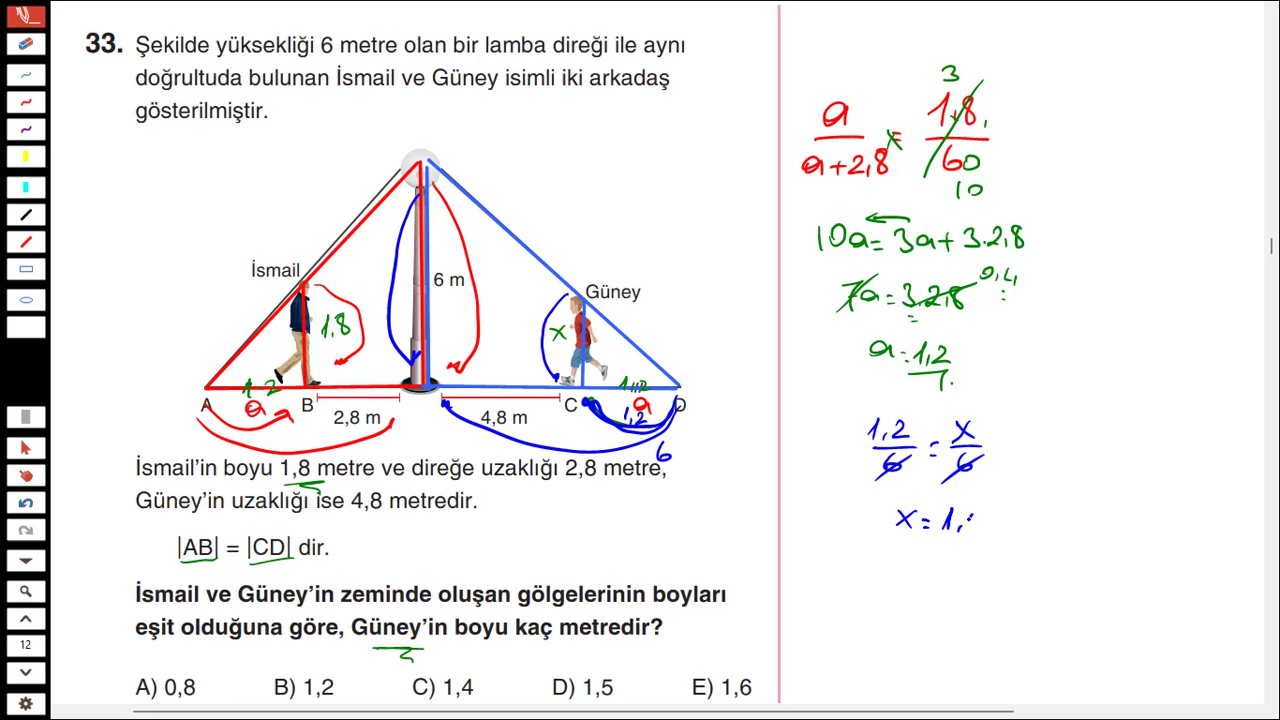 33. Şekilde yüksekliği 6 metre olan bir lamba direği ile aynı
doğrultuda bulunan İsmail ve Güney isimli iki arkadaş
gösterilmiştir.
İsmail
1,8
6 m
Güney
x
1,2
1,2
A
a
B
2,8 m
4,8 m
C
1,2
a
D
6
İsmail'in boyu 1,8 metre ve direğe uzaklığı 2,8 metre,
Güney'in uzaklığı ise 4,8 metredir.
|AB| = |CD| dir.
İsmail ve Güney'in zeminde oluşan gölgelerinin boyları
eşit olduğuna göre, Güney'in boyu kaç metredir?
A) 0,8 B) 1,2 C) 1,4 D) 1,5 E) 1,6
3
a 1,8
=
a+2,8 60
10
10a = 3a + 3.2,8
0,4
7a = 3.2,8
a = 1,2
1,2 = x
6 6
x = 1,
12